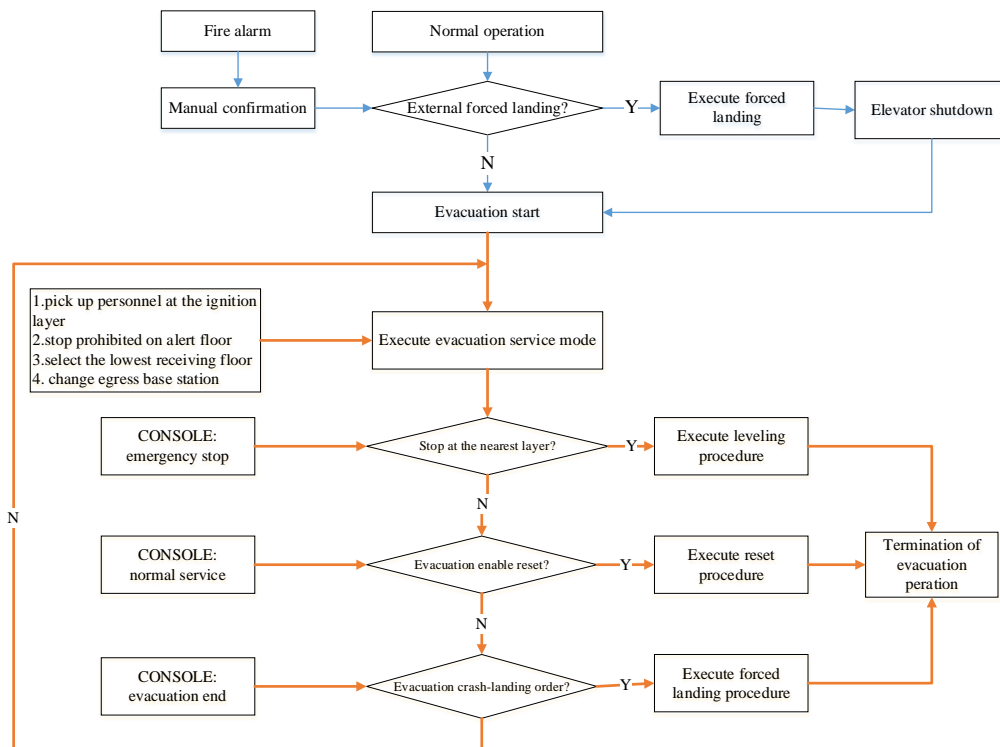 Fire alarm
Normal operation
Manual confirmation
External forced landing?
Y
Execute forced
landing
Elevator shutdown
N
Evacuation start
1.pick up personnel at the ignition
layer
2.stop prohibited on alert floor
3.select the lowest receiving floor
4. change egress base station
Execute evacuation service mode
CONSOLE:
emergency stop
Stop at the nearest layer?
Y
Execute leveling
procedure
N
N
CONSOLE:
normal service
Evacuation enable reset?
Y
Execute reset
procedure
Termination of
evacuation
peration
N
CONSOLE:
evacuation end
Evacuation crash-landing order?
Y
Execute forced
landing procedure